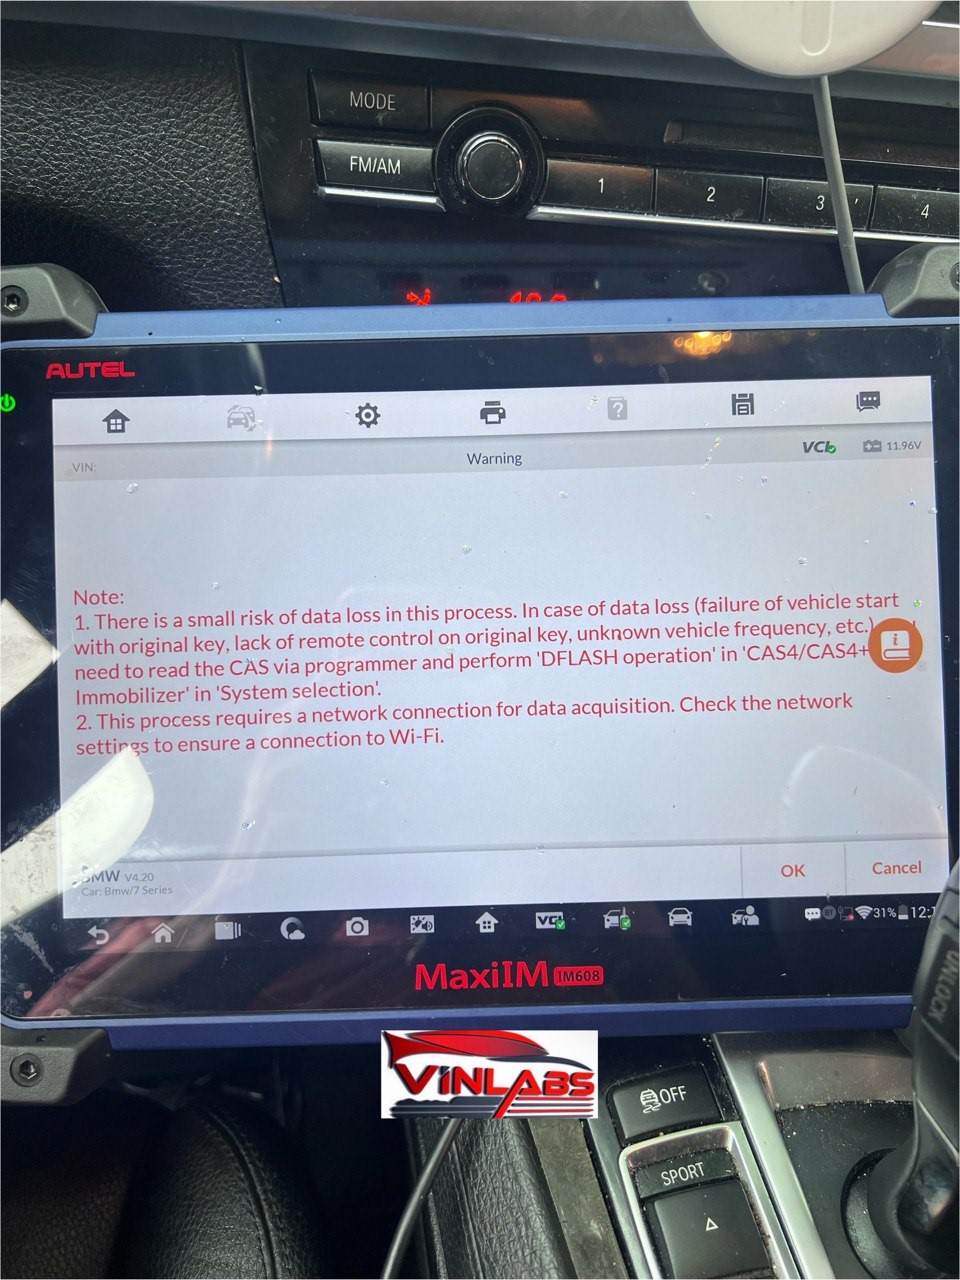 MODE
FM/AM
1
2
3
4
AUTEL
VCI
11.96V
VIN:
Warning
Note:
1. There is a small risk of data loss in this process. In case of data loss (failure of vehicle start
with original key, lack of remote control on original key, unknown vehicle frequency, etc.)
need to read the CAS via programmer and perform 'DFLASH operation' in 'CAS4/CAS4+
Immobilizer' in 'System selection'.
2. This process requires a network connection for data acquisition. Check the network
settings to ensure a connection to Wi-Fi.
BMW V4.20
Car: Bmw/7 Series
OK
Cancel
VCI
31%
MaxiIM IM608
UNLOCK
VINLABS
OFF
SPORT